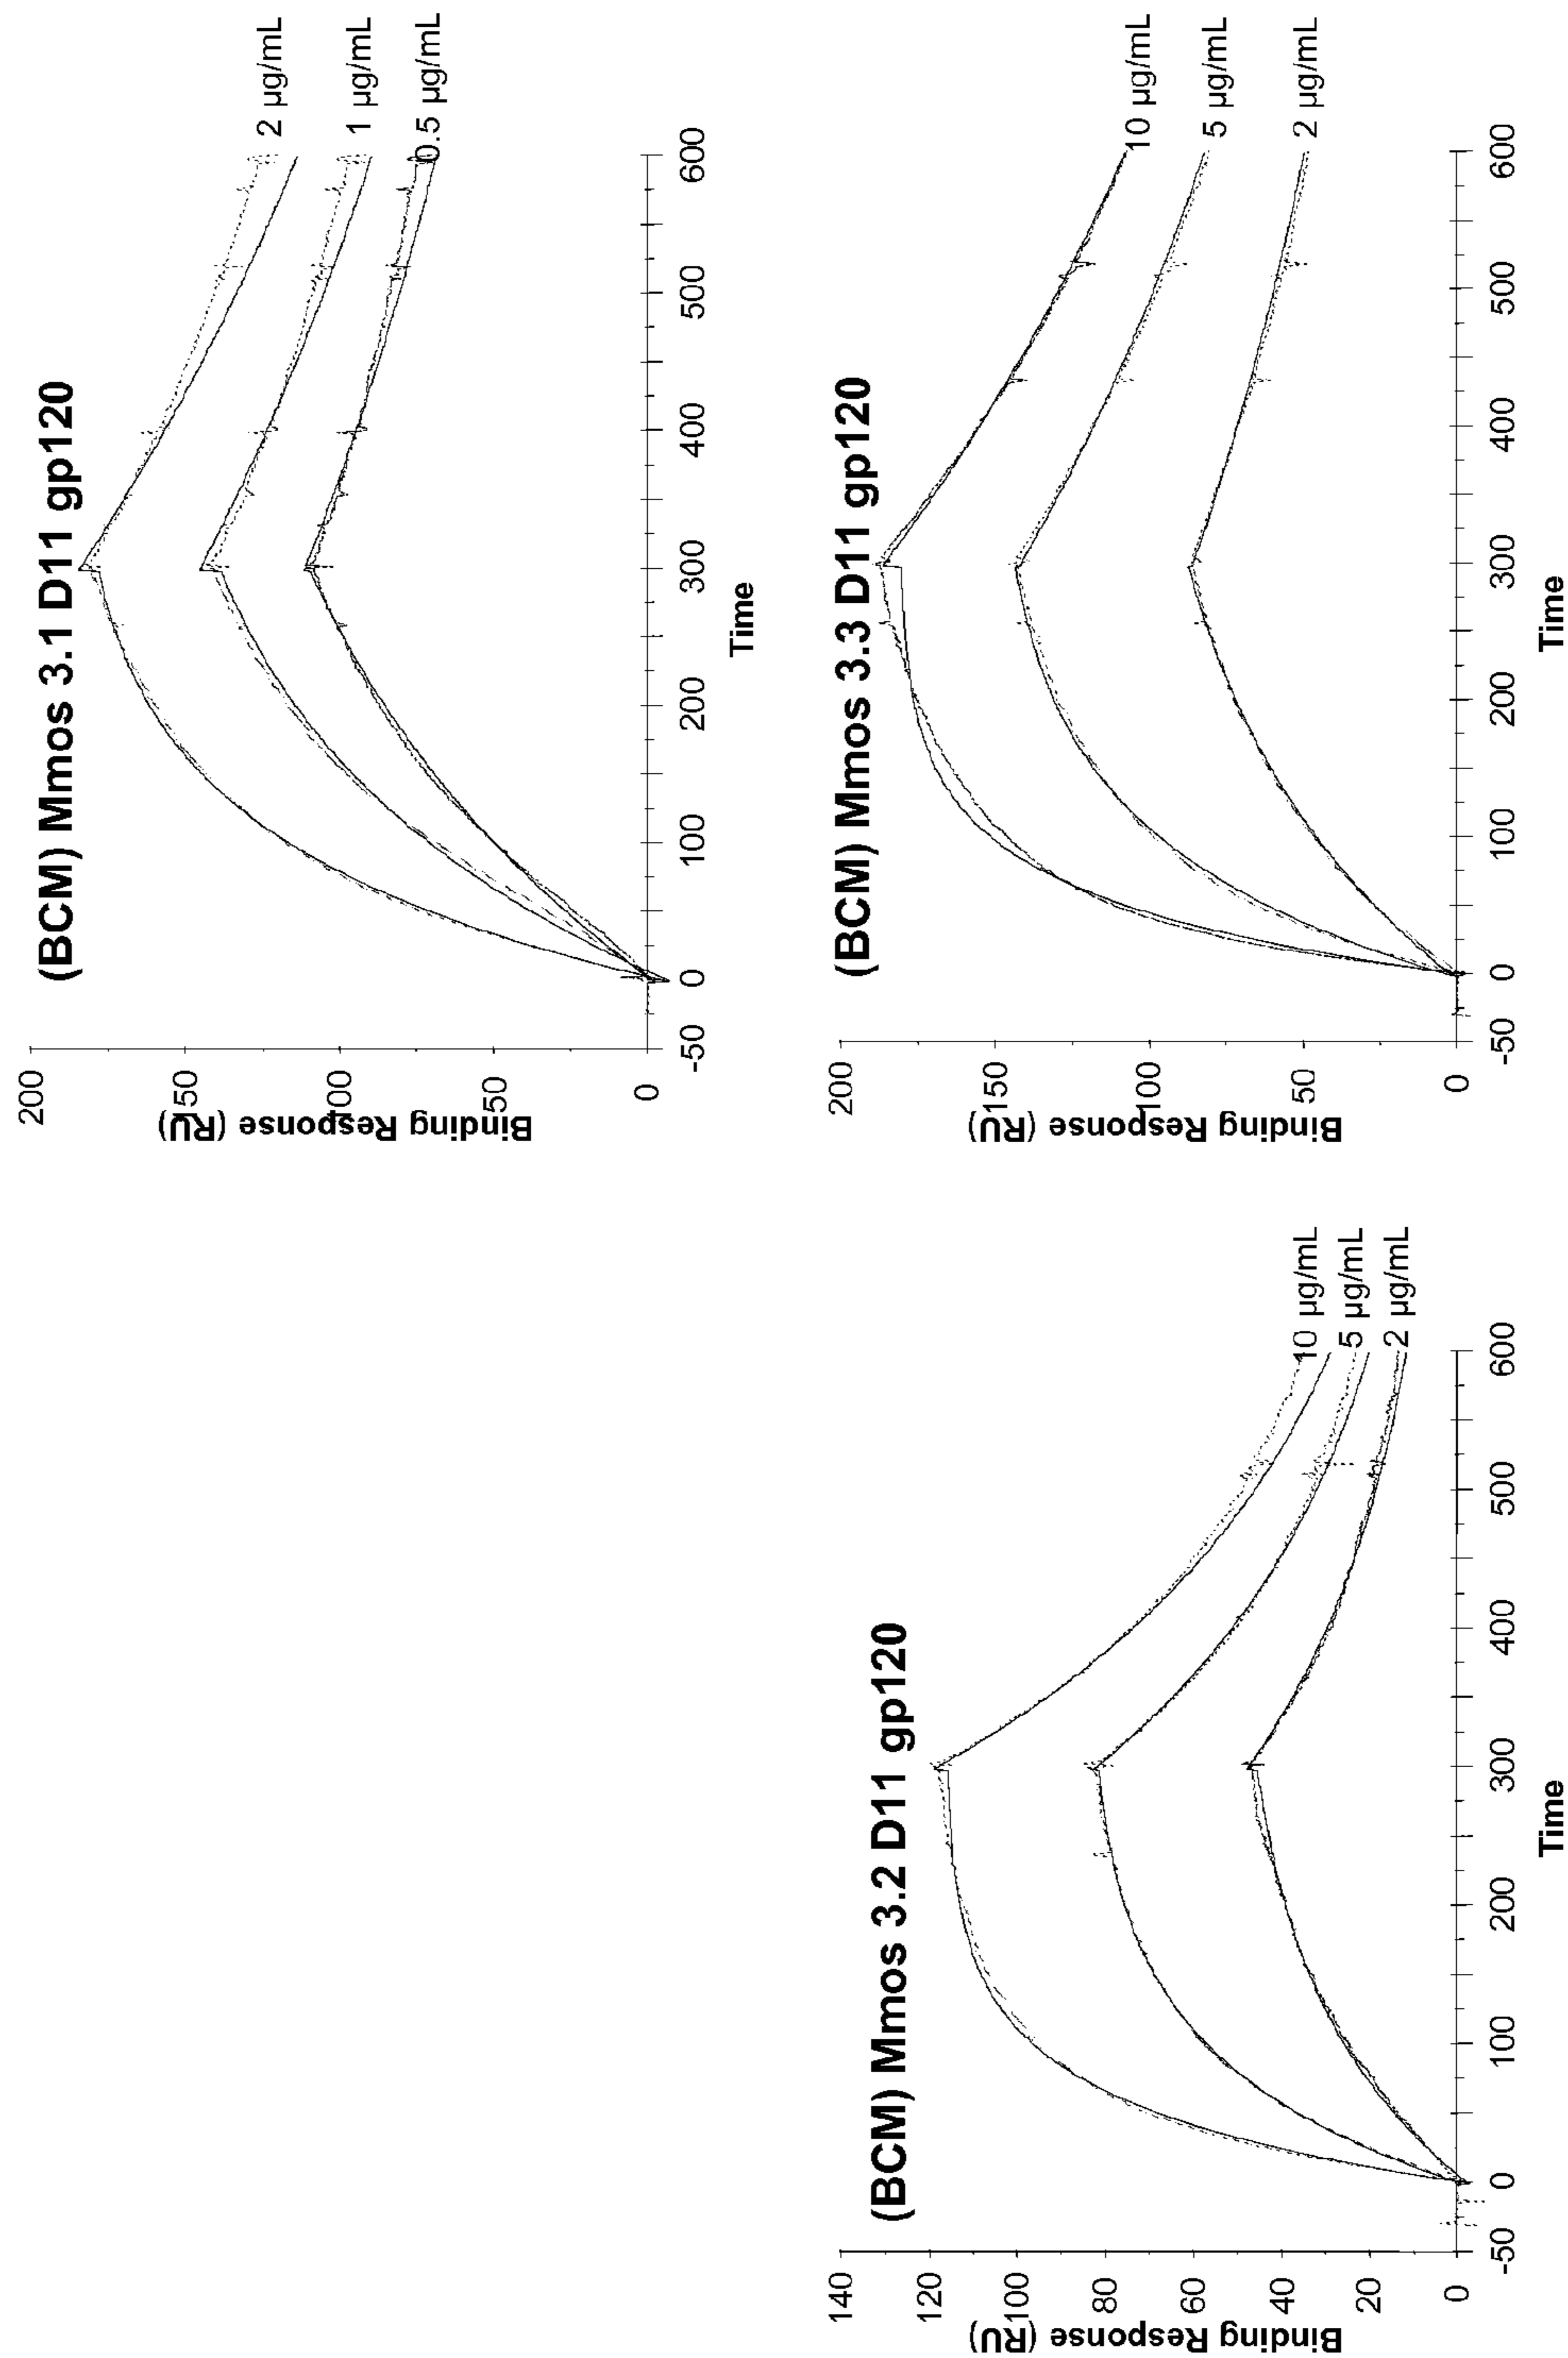 (BCM) Mmos 3.1 D11 gp120
Binding Response (RU)
200
150
100
50
0
2 µg/mL
1 µg/mL
0.5 µg/mL
-50 0 100 200 300 400 500 600
Time
(BCM) Mmos 3.2 D11 gp120
Binding Response (RU)
140
120
100
80
60
40
20
0
10 µg/mL
5 µg/mL
2 µg/mL
-50 0 100 200 300 400 500 600
Time
(BCM) Mmos 3.3 D11 gp120
Binding Response (RU)
200
150
100
50
0
10 µg/mL
5 µg/mL
2 µg/mL
-50 0 100 200 300 400 500 600
Time